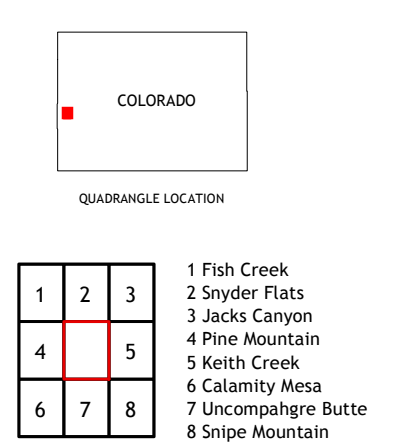 COLORADO
QUADRANGLE LOCATION
1 2 3
4 5
6 7 8
1 Fish Creek
2 Snyder Flats
3 Jacks Canyon
4 Pine Mountain
5 Keith Creek
6 Calamity Mesa
7 Uncompahgre Butte
8 Snipe Mountain